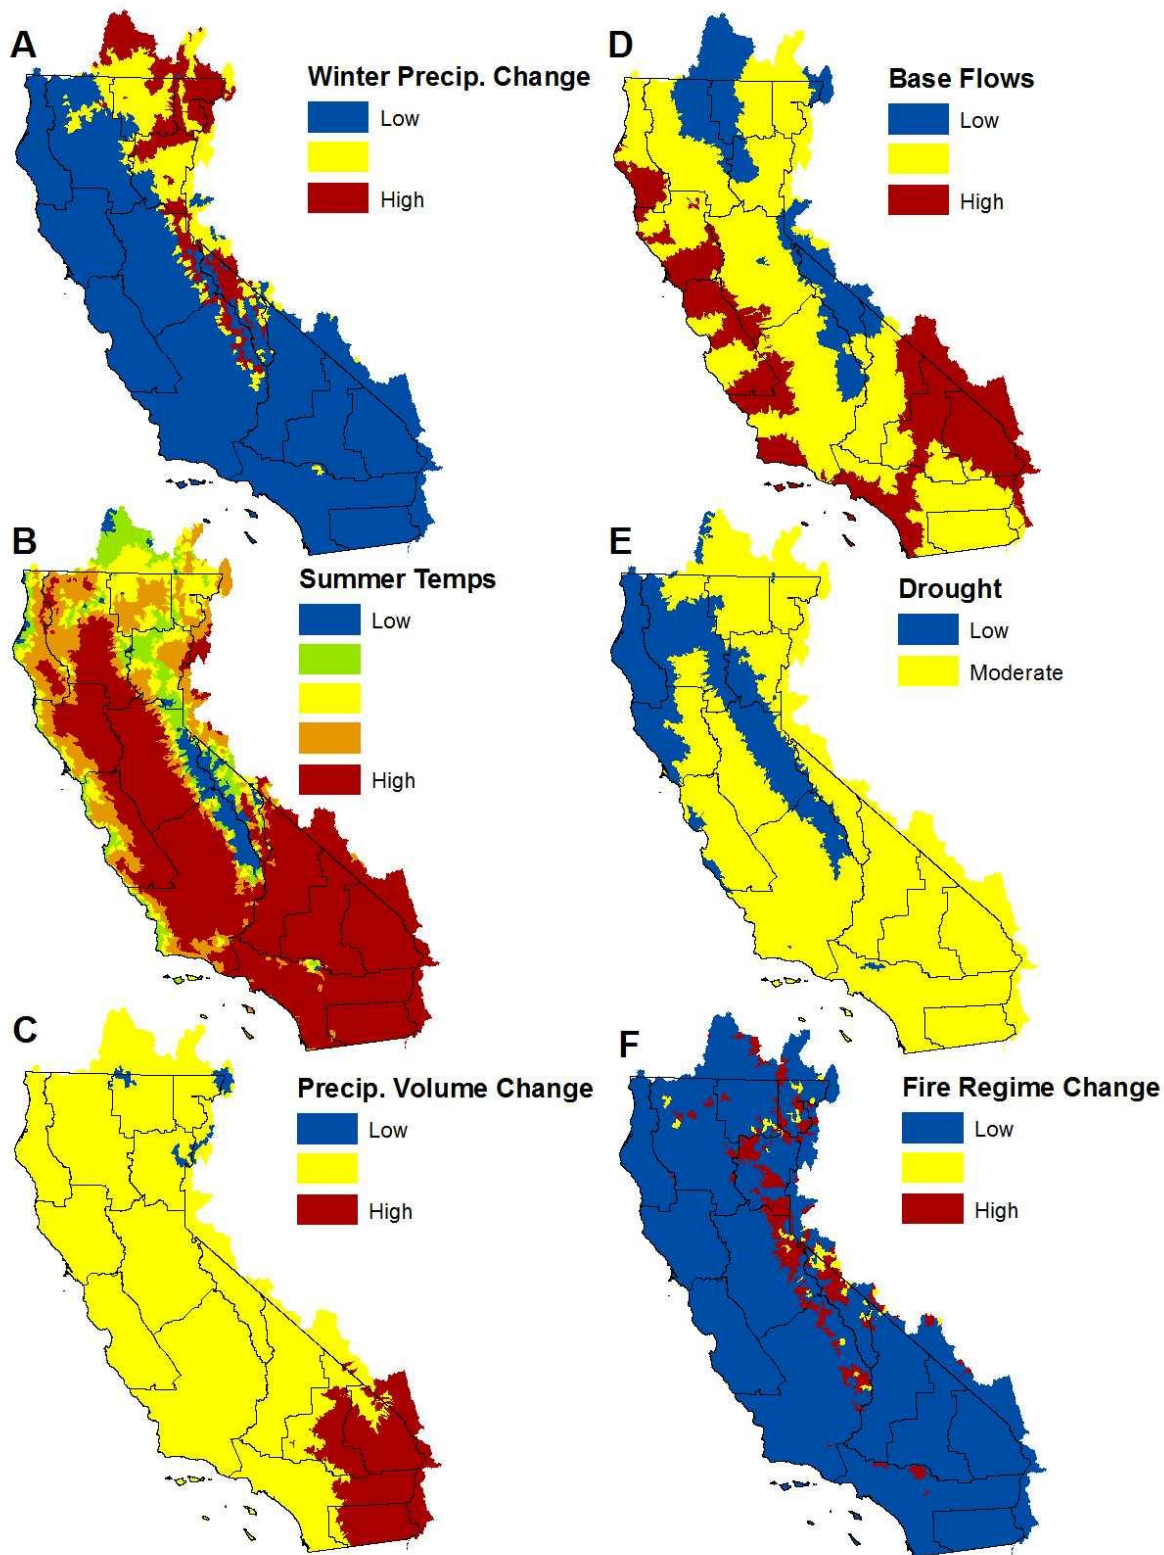 A
Winter Precip. Change
Low
High
B
Summer Temps
Low
High
C
Precip. Volume Change
Low
High
D
Base Flows
Low
High
E
Drought
Low
Moderate
F
Fire Regime Change
Low
High